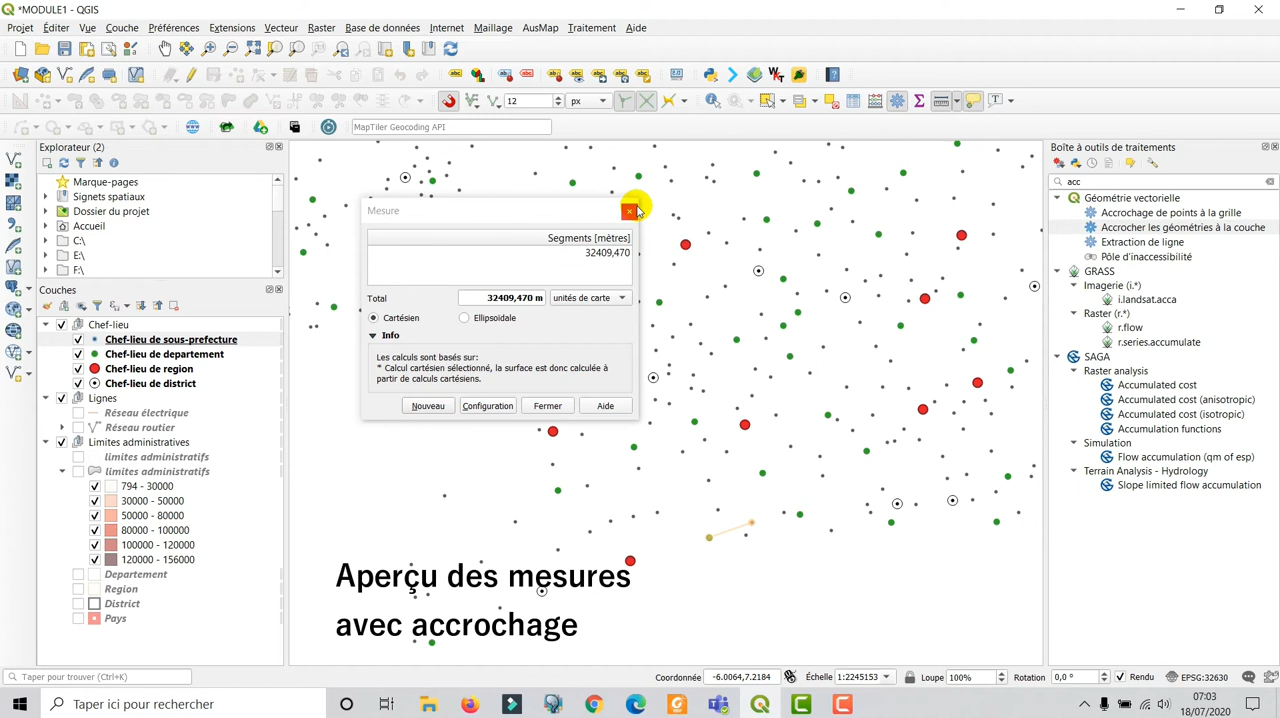 *MODULE1 - QGIS
Projet Éditer Vue Couche Préférences Extensions Vecteur Raster Base de données Internet Maillage AusMap Traitement Aide
12 px
MapTiler Geocoding API
Explorateur (2)
Marque-pages
Signets spatiaux
Dossier du projet
Accueil
C:\
E:\
F:\
Couches
Chef-lieu
Chef-lieu de sous-prefecture
Chef-lieu de departement
Chef-lieu de region
Chef-lieu de district
Lignes
Réseau électrique
Réseau routier
Limites administratives
limites administratifs
limites administratifs
794 - 30000
30000 - 50000
50000 - 80000
80000 - 100000
100000 - 120000
120000 - 156000
Departement
Region
District
Pays
Mesure
Segments [mètres]
32409,470
Total 32409,470 m unités de carte
Cartésien Ellipsoidale
Info
Les calculs sont basés sur:
* Calcul cartésien sélectionné, la surface est donc calculée à
partir de calculs cartésiens.
Nouveau Configuration Fermer Aide
Aperçu des mesures
avec accrochage
Boîte à outils de traitements
acc
Géométrie vectorielle
Accrochage de points à la grille
Accrocher les géométries à la couche
Extraction de ligne
Pôle d'inaccessibilité
GRASS
Imagerie (i.*)
i.landsat.acca
Raster (r.*)
r.flow
r.series.accumulate
SAGA
Raster analysis
Accumulated cost
Accumulated cost (anisotropic)
Accumulated cost (isotropic)
Accumulation functions
Simulation
Flow accumulation (qm of esp)
Terrain Analysis - Hydrology
Slope limited flow accumulation
Taper pour trouver (Ctrl+K)
Coordonnée -6.0064,7.2184 Échelle 1:2245153 Loupe 100% Rotation 0,0 ° Rendu EPSG:32630
Taper ici pour rechercher
07:03
18/07/2020